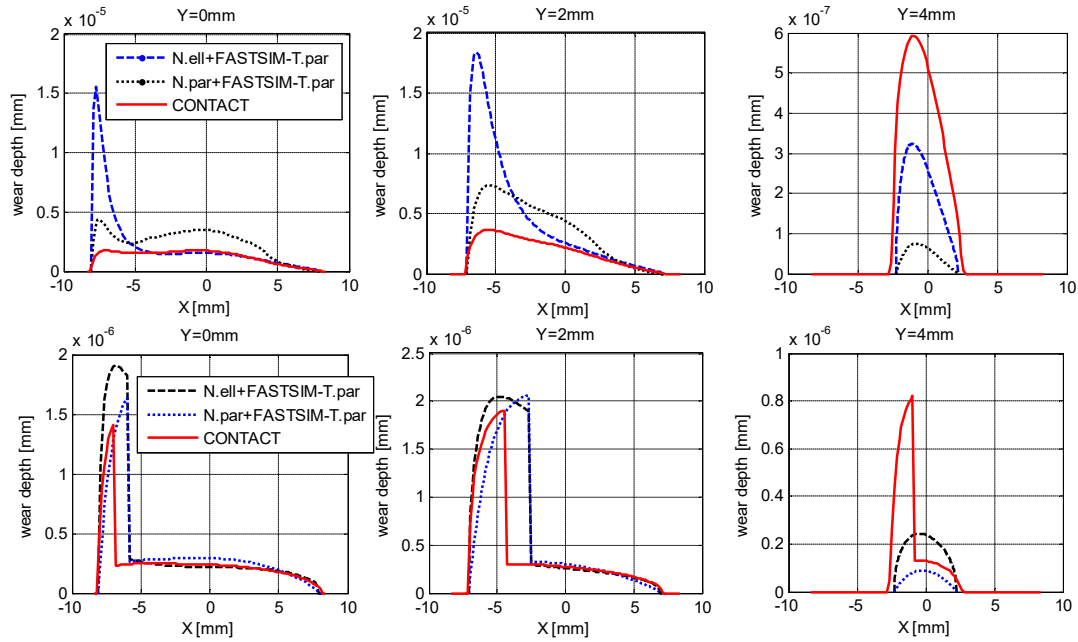 x 10⁻⁵ Y=0mm
2
1.5
1
0.5
0
-10 -5 0 5 10
X [mm]
wear depth [mm]
N.ell+FASTSIM-T.par
N.par+FASTSIM-T.par
CONTACT
x 10⁻⁵ Y=2mm
2
1.5
1
0.5
0
-10 -5 0 5 10
X [mm]
wear depth [mm]
x 10⁻⁷ Y=4mm
6
5
4
3
2
1
0
-10 -5 0 5 10
X [mm]
wear depth [mm]
x 10⁻⁶ Y=0mm
2
1.5
1
0.5
0
-10 -5 0 5 10
X [mm]
wear depth [mm]
N.ell+FASTSIM-T.par
N.par+FASTSIM-T.par
CONTACT
x 10⁻⁶ Y=2mm
2.5
2
1.5
1
0.5
0
-10 -5 0 5 10
X [mm]
wear depth [mm]
x 10⁻⁶ Y=4mm
1
0.8
0.6
0.4
0.2
0
-10 -5 0 5 10
X [mm]
wear depth [mm]